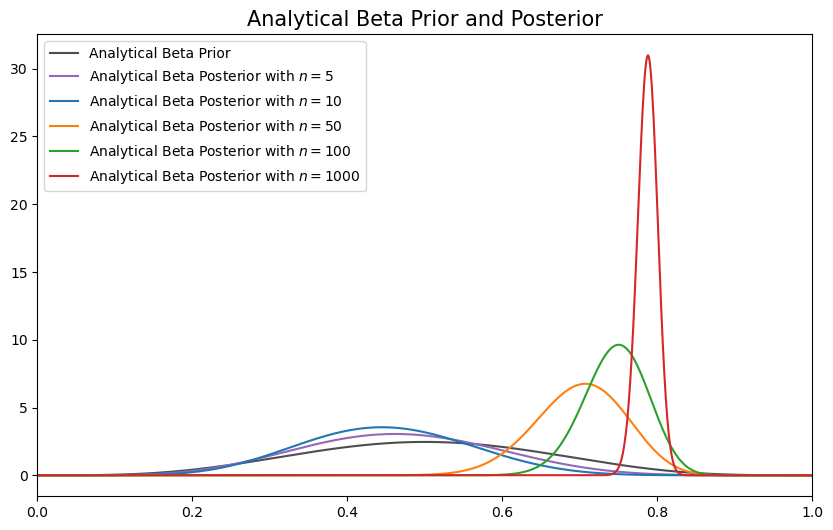 Analytical Beta Prior and Posterior
Analytical Beta Prior
Analytical Beta Posterior with n = 5
Analytical Beta Posterior with n = 10
Analytical Beta Posterior with n = 50
Analytical Beta Posterior with n = 100
Analytical Beta Posterior with n = 1000
30
25
20
15
10
5
0
0.0 0.2 0.4 0.6 0.8 1.0